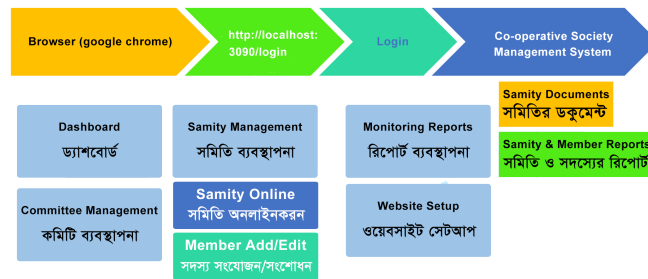 Browser (google chrome)
http://localhost:
3090/login
Login
Co-operative Society
Management System
Samity Documents
সমিতির ডকুমেন্ট
Dashboard
ড্যাশবোর্ড
Samity Management
সমিতি ব্যবস্থাপনা
Monitoring Reports
রিপোর্ট ব্যবস্থাপনা
Samity & Member Reports
সমিতি ও সদস্যের রিপোর্ট
Committee Management
কমিটি ব্যবস্থাপনা
Samity Online
সমিতি অনলাইনকরন
Website Setup
ওয়েবসাইট সেটআপ
Member Add/Edit
সদস্য সংযোজন/সংশোধন